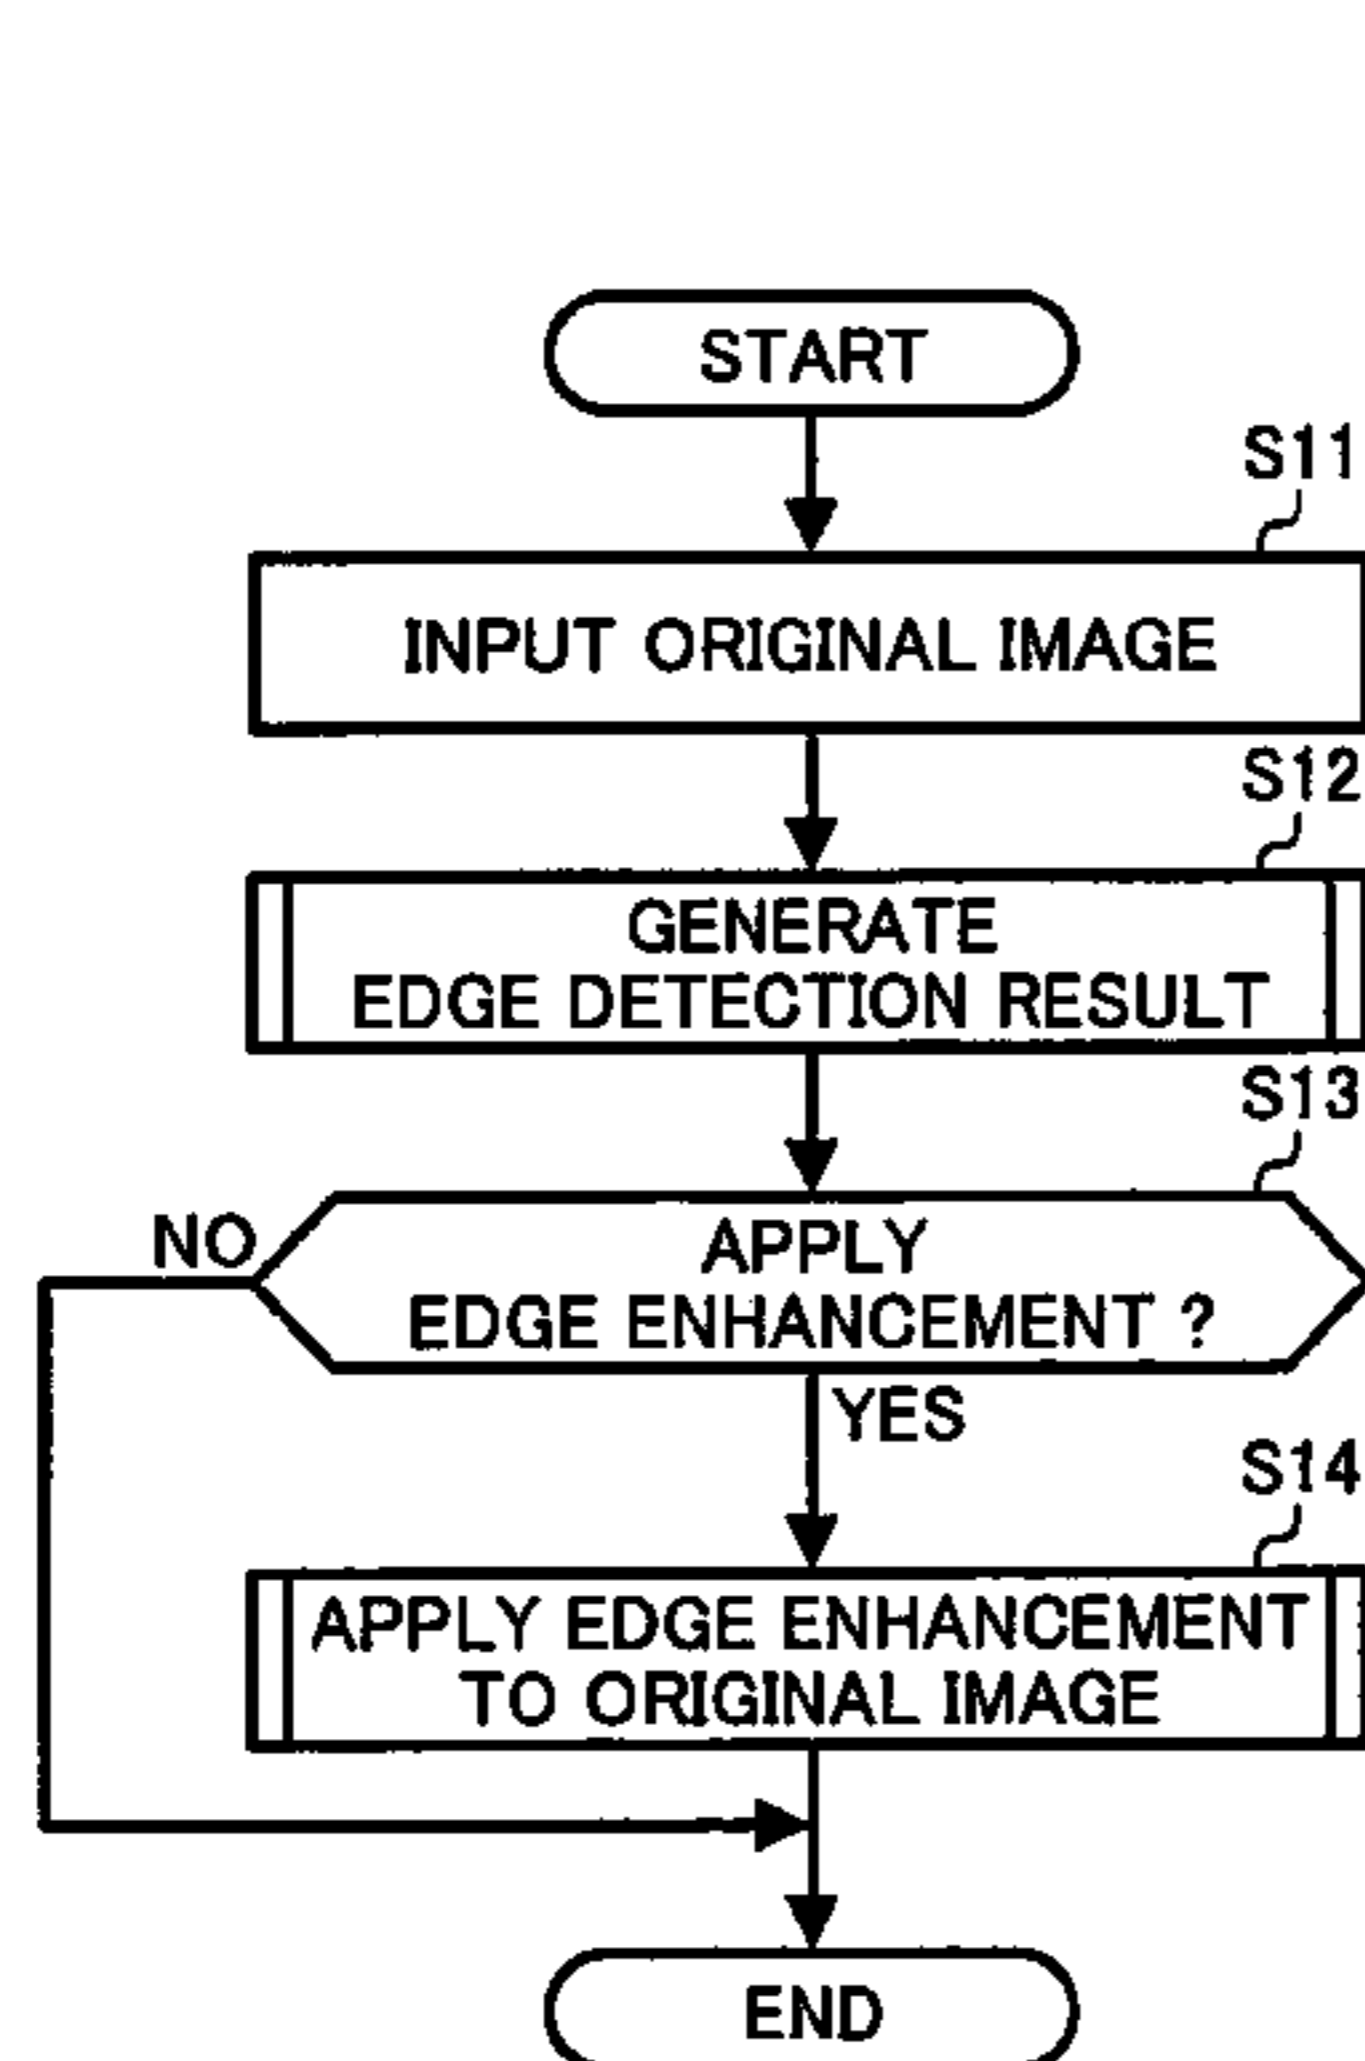 START
S11
INPUT ORIGINAL IMAGE
S12
GENERATE
EDGE DETECTION RESULT
S13
NO
APPLY
EDGE ENHANCEMENT ?
YES
S14
APPLY EDGE ENHANCEMENT
TO ORIGINAL IMAGE
END